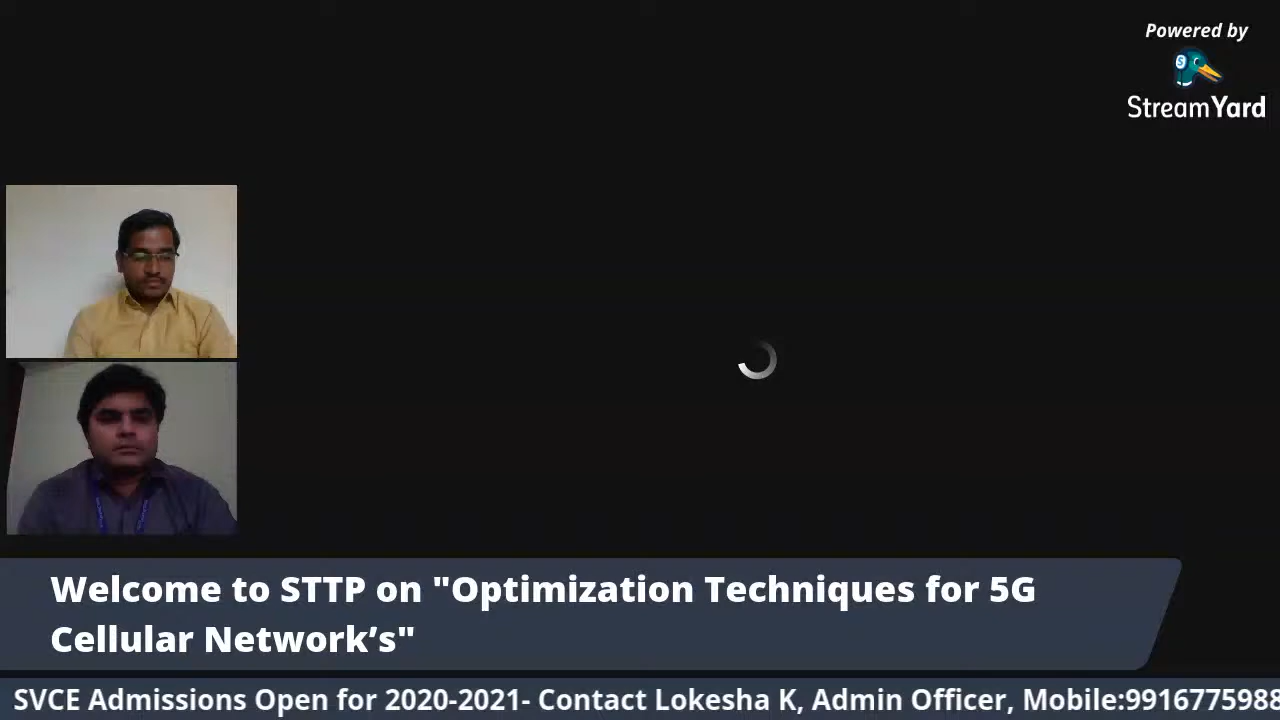 Powered by
StreamYard
Welcome to STTP on "Optimization Techniques for 5G
Cellular Network’s"
SVCE Admissions Open for 2020-2021- Contact Lokesha K, Admin Officer, Mobile:9916775988